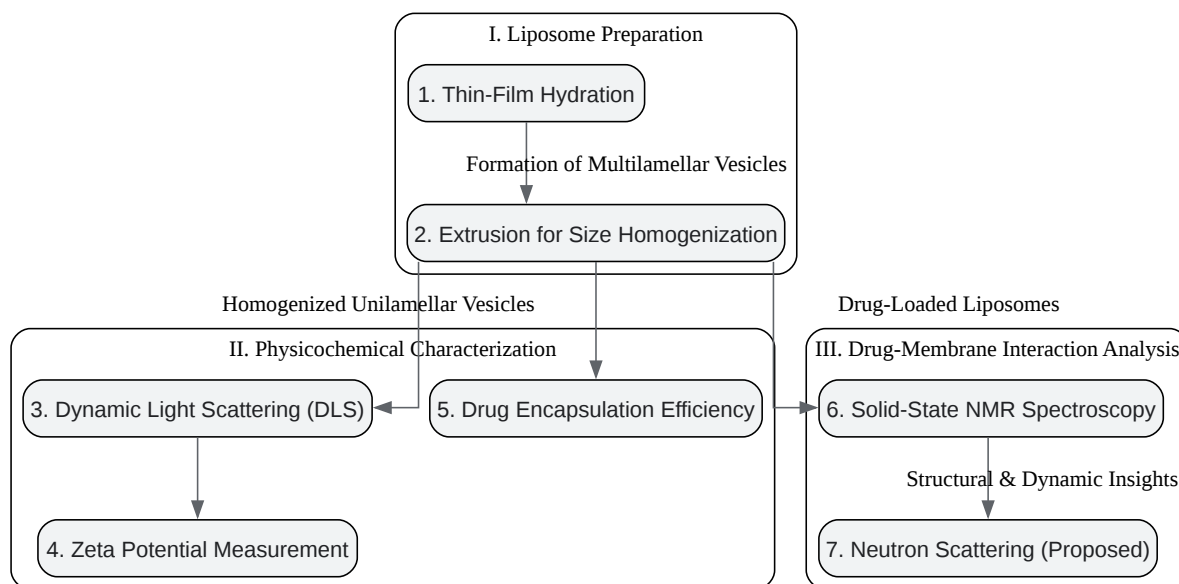 I. Liposome Preparation
1. Thin-Film Hydration
Formation of Multilamellar Vesicles
2. Extrusion for Size Homogenization
Homogenized Unilamellar Vesicles
Drug-Loaded Liposomes
II. Physicochemical Characterization
3. Dynamic Light Scattering (DLS)
5. Drug Encapsulation Efficiency
4. Zeta Potential Measurement
III. Drug-Membrane Interaction Analysis
6. Solid-State NMR Spectroscopy
Structural & Dynamic Insights
7. Neutron Scattering (Proposed)